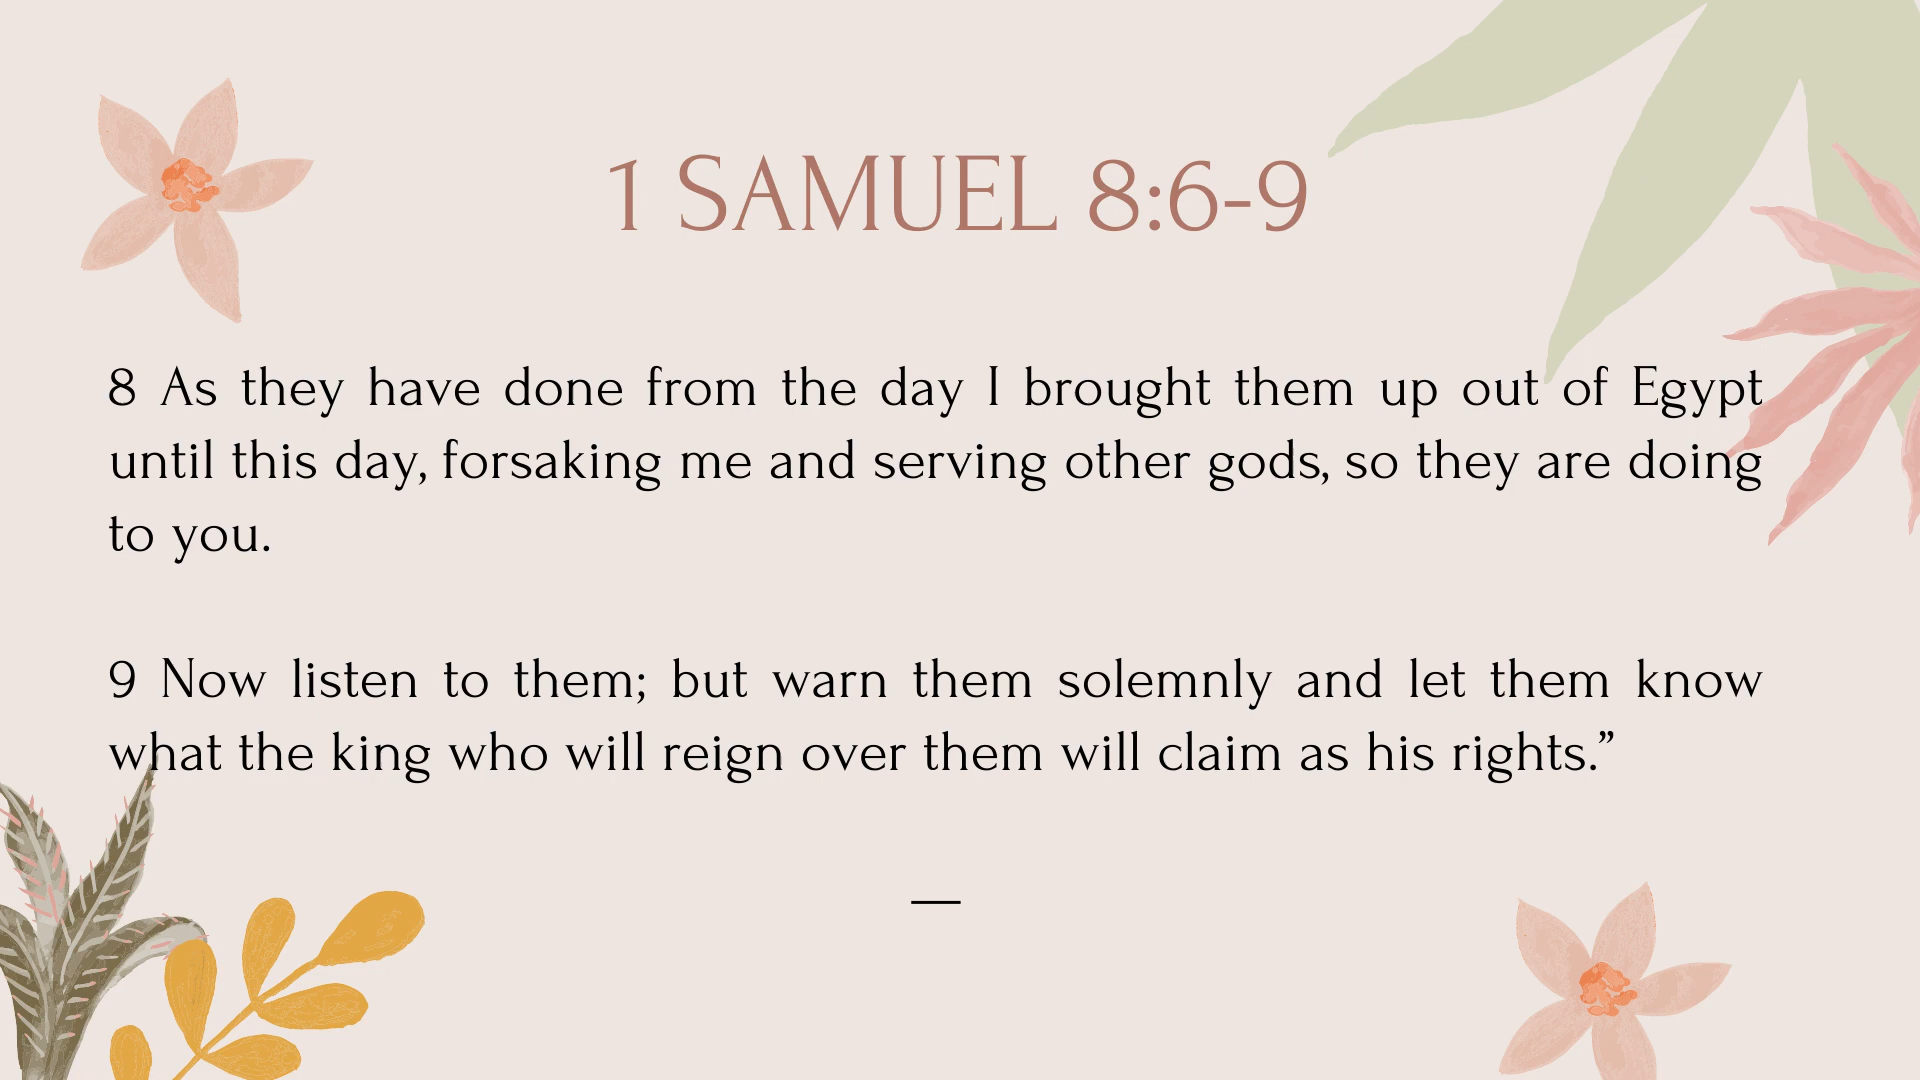 1 SAMUEL 8:6-9
8 As they have done from the day I brought them up out of Egypt
until this day, forsaking me and serving other gods, so they are doing
to you.
9 Now listen to them; but warn them solemnly and let them know
what the king who will reign over them will claim as his rights.”